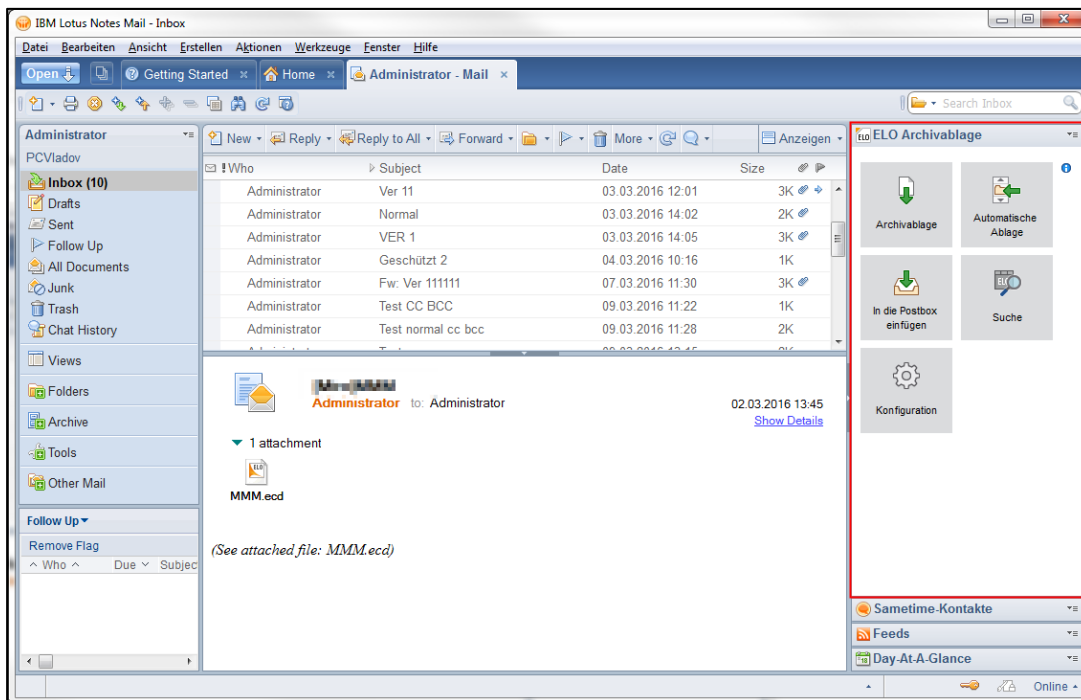 IBM Lotus Notes Mail - Inbox
Datei Bearbeiten Ansicht Erstellen Aktionen Werkzeuge Fenster Hilfe
Open Getting Started Home Administrator - Mail
Search Inbox
Administrator
PCVladov
Inbox (10)
Drafts
Sent
Follow Up
All Documents
Junk
Trash
Chat History
Views
Folders
Archive
Tools
Other Mail
Follow Up
Remove Flag
Who Due Subjec
New Reply Reply to All Forward More Anzeigen
! Who Subject Date Size
Administrator Ver 11 03.03.2016 12:01 3K
Administrator Normal 03.03.2016 14:02 2K
Administrator VER 1 03.03.2016 14:05 3K
Administrator Geschützt 2 04.03.2016 10:16 1K
Administrator Fw: Ver 111111 07.03.2016 11:30 3K
Administrator Test CC BCC 09.03.2016 11:22 1K
Administrator Test normal cc bcc 09.03.2016 11:28 2K
Administrator to: Administrator
02.03.2016 13:45
Show Details
1 attachment
ELO
MMM.ecd
(See attached file: MMM.ecd)
ELO ELO Archivablage
Archivablage
Automatische
Ablage
In die Postbox
einfügen
ELO
Suche
Konfiguration
Sametime-Kontakte
Feeds
Day-At-A-Glance
Online